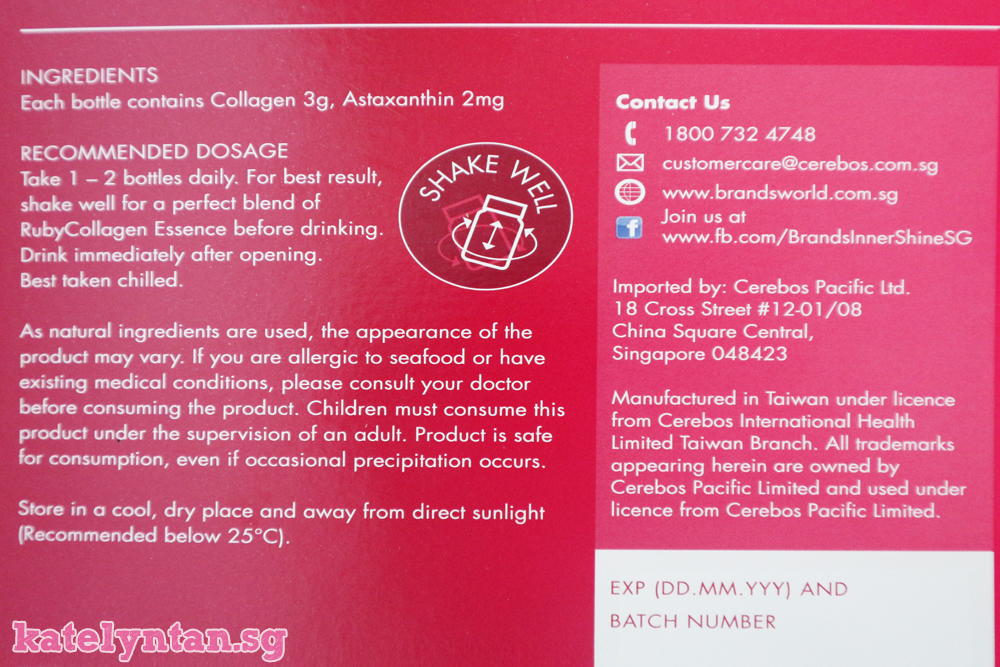 INGREDIENTS
Each bottle contains Collagen 3g, Astaxanthin 2mg
RECOMMENDED DOSAGE
Take 1 – 2 bottles daily. For best result,
shake well for a perfect blend of
RubyCollagen Essence before drinking.
Drink immediately after opening.
Best taken chilled.
SHAKE WELL
As natural ingredients are used, the appearance of the
product may vary. If you are allergic to seafood or have
existing medical conditions, please consult your doctor
before consuming the product. Children must consume this
product under the supervision of an adult. Product is safe
for consumption, even if occasional precipitation occurs.
Store in a cool, dry place and away from direct sunlight
(Recommended below 25°C).
Contact Us
1800 732 4748
customercare@cerebos.com.sg
www.brandsworld.com.sg
f
Join us at
www.fb.com/BrandsInnerShineSG
Imported by: Cerebos Pacific Ltd.
18 Cross Street #12-01/08
China Square Central,
Singapore 048423
Manufactured in Taiwan under licence
from Cerebos International Health
Limited Taiwan Branch. All trademarks
appearing herein are owned by
Cerebos Pacific Limited and used under
licence from Cerebos Pacific Limited.
EXP (DD.MM.YYY) AND
BATCH NUMBER
katelyntan.sg